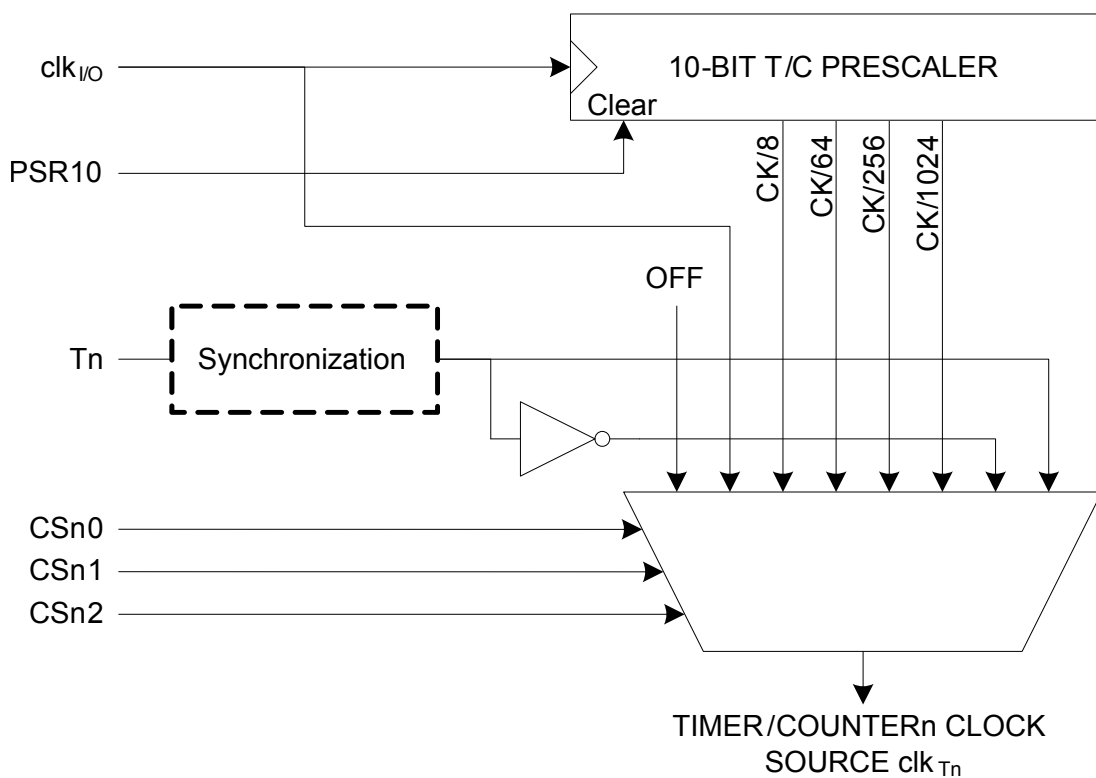 clkI/O
10-BIT T/C PRESCALER
Clear
PSR10
CK/8
CK/64
CK/256
CK/1024
OFF
Tn
Synchronization
CSn0
CSn1
CSn2
TIMER/COUNTERn CLOCK
SOURCE clkTn